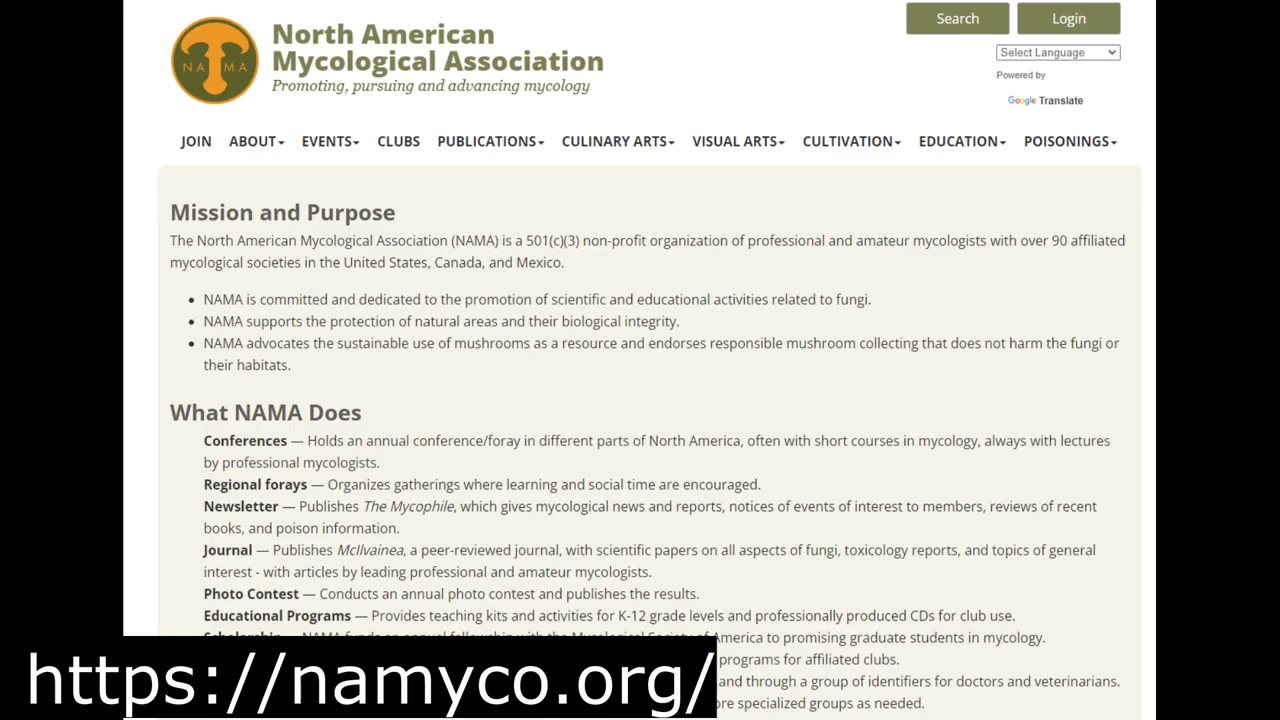 North American
Mycological Association
Promoting, pursuing and advancing mycology
NAMA
Search
Login
Select Language
Powered by
Google Translate
JOIN ABOUT EVENTS CLUBS PUBLICATIONS CULINARY ARTS VISUAL ARTS CULTIVATION EDUCATION POISONINGS
Mission and Purpose
The North American Mycological Association (NAMA) is a 501(c)(3) non-profit organization of professional and amateur mycologists with over 90 affiliated
mycological societies in the United States, Canada, and Mexico.
NAMA is committed and dedicated to the promotion of scientific and educational activities related to fungi.
NAMA supports the protection of natural areas and their biological integrity.
NAMA advocates the sustainable use of mushrooms as a resource and endorses responsible mushroom collecting that does not harm the fungi or
their habitats.
What NAMA Does
Conferences — Holds an annual conference/foray in different parts of North America, often with short courses in mycology, always with lectures
by professional mycologists.
Regional forays — Organizes gatherings where learning and social time are encouraged.
Newsletter — Publishes The Mycophile, which gives mycological news and reports, notices of events of interest to members, reviews of recent
books, and poison information.
Journal — Publishes McIlvainea, a peer-reviewed journal, with scientific papers on all aspects of fungi, toxicology reports, and topics of general
interest - with articles by leading professional and amateur mycologists.
Photo Contest — Conducts an annual photo contest and publishes the results.
Educational Programs — Provides teaching kits and activities for K-12 grade levels and professionally produced CDs for club use.
America to promising graduate students in mycology.
programs for affiliated clubs.
and through a group of identifiers for doctors and veterinarians.
specialized groups as needed.
https://namyco.org/